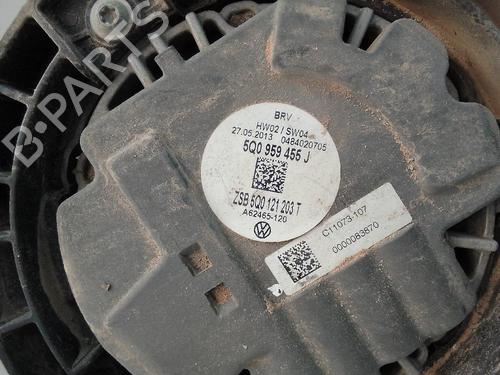 BRV
HW02 / SW04
27.05.2013 0484020705
5Q0 959 455 J
ZSB 5Q0 121 203 T
A62465-120
C11073-107
0000083870
B-PARTS